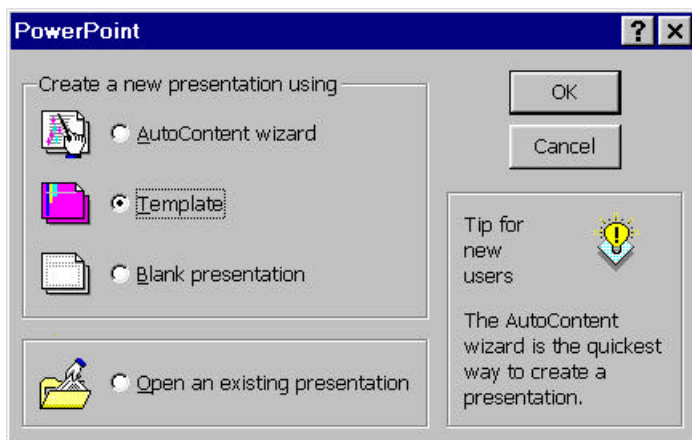 PowerPoint
Create a new presentation using
AutoContent wizard
Template
Blank presentation
Open an existing presentation
OK
Cancel
Tip for
new
users
The AutoContent
wizard is the quickest
way to create a
presentation.